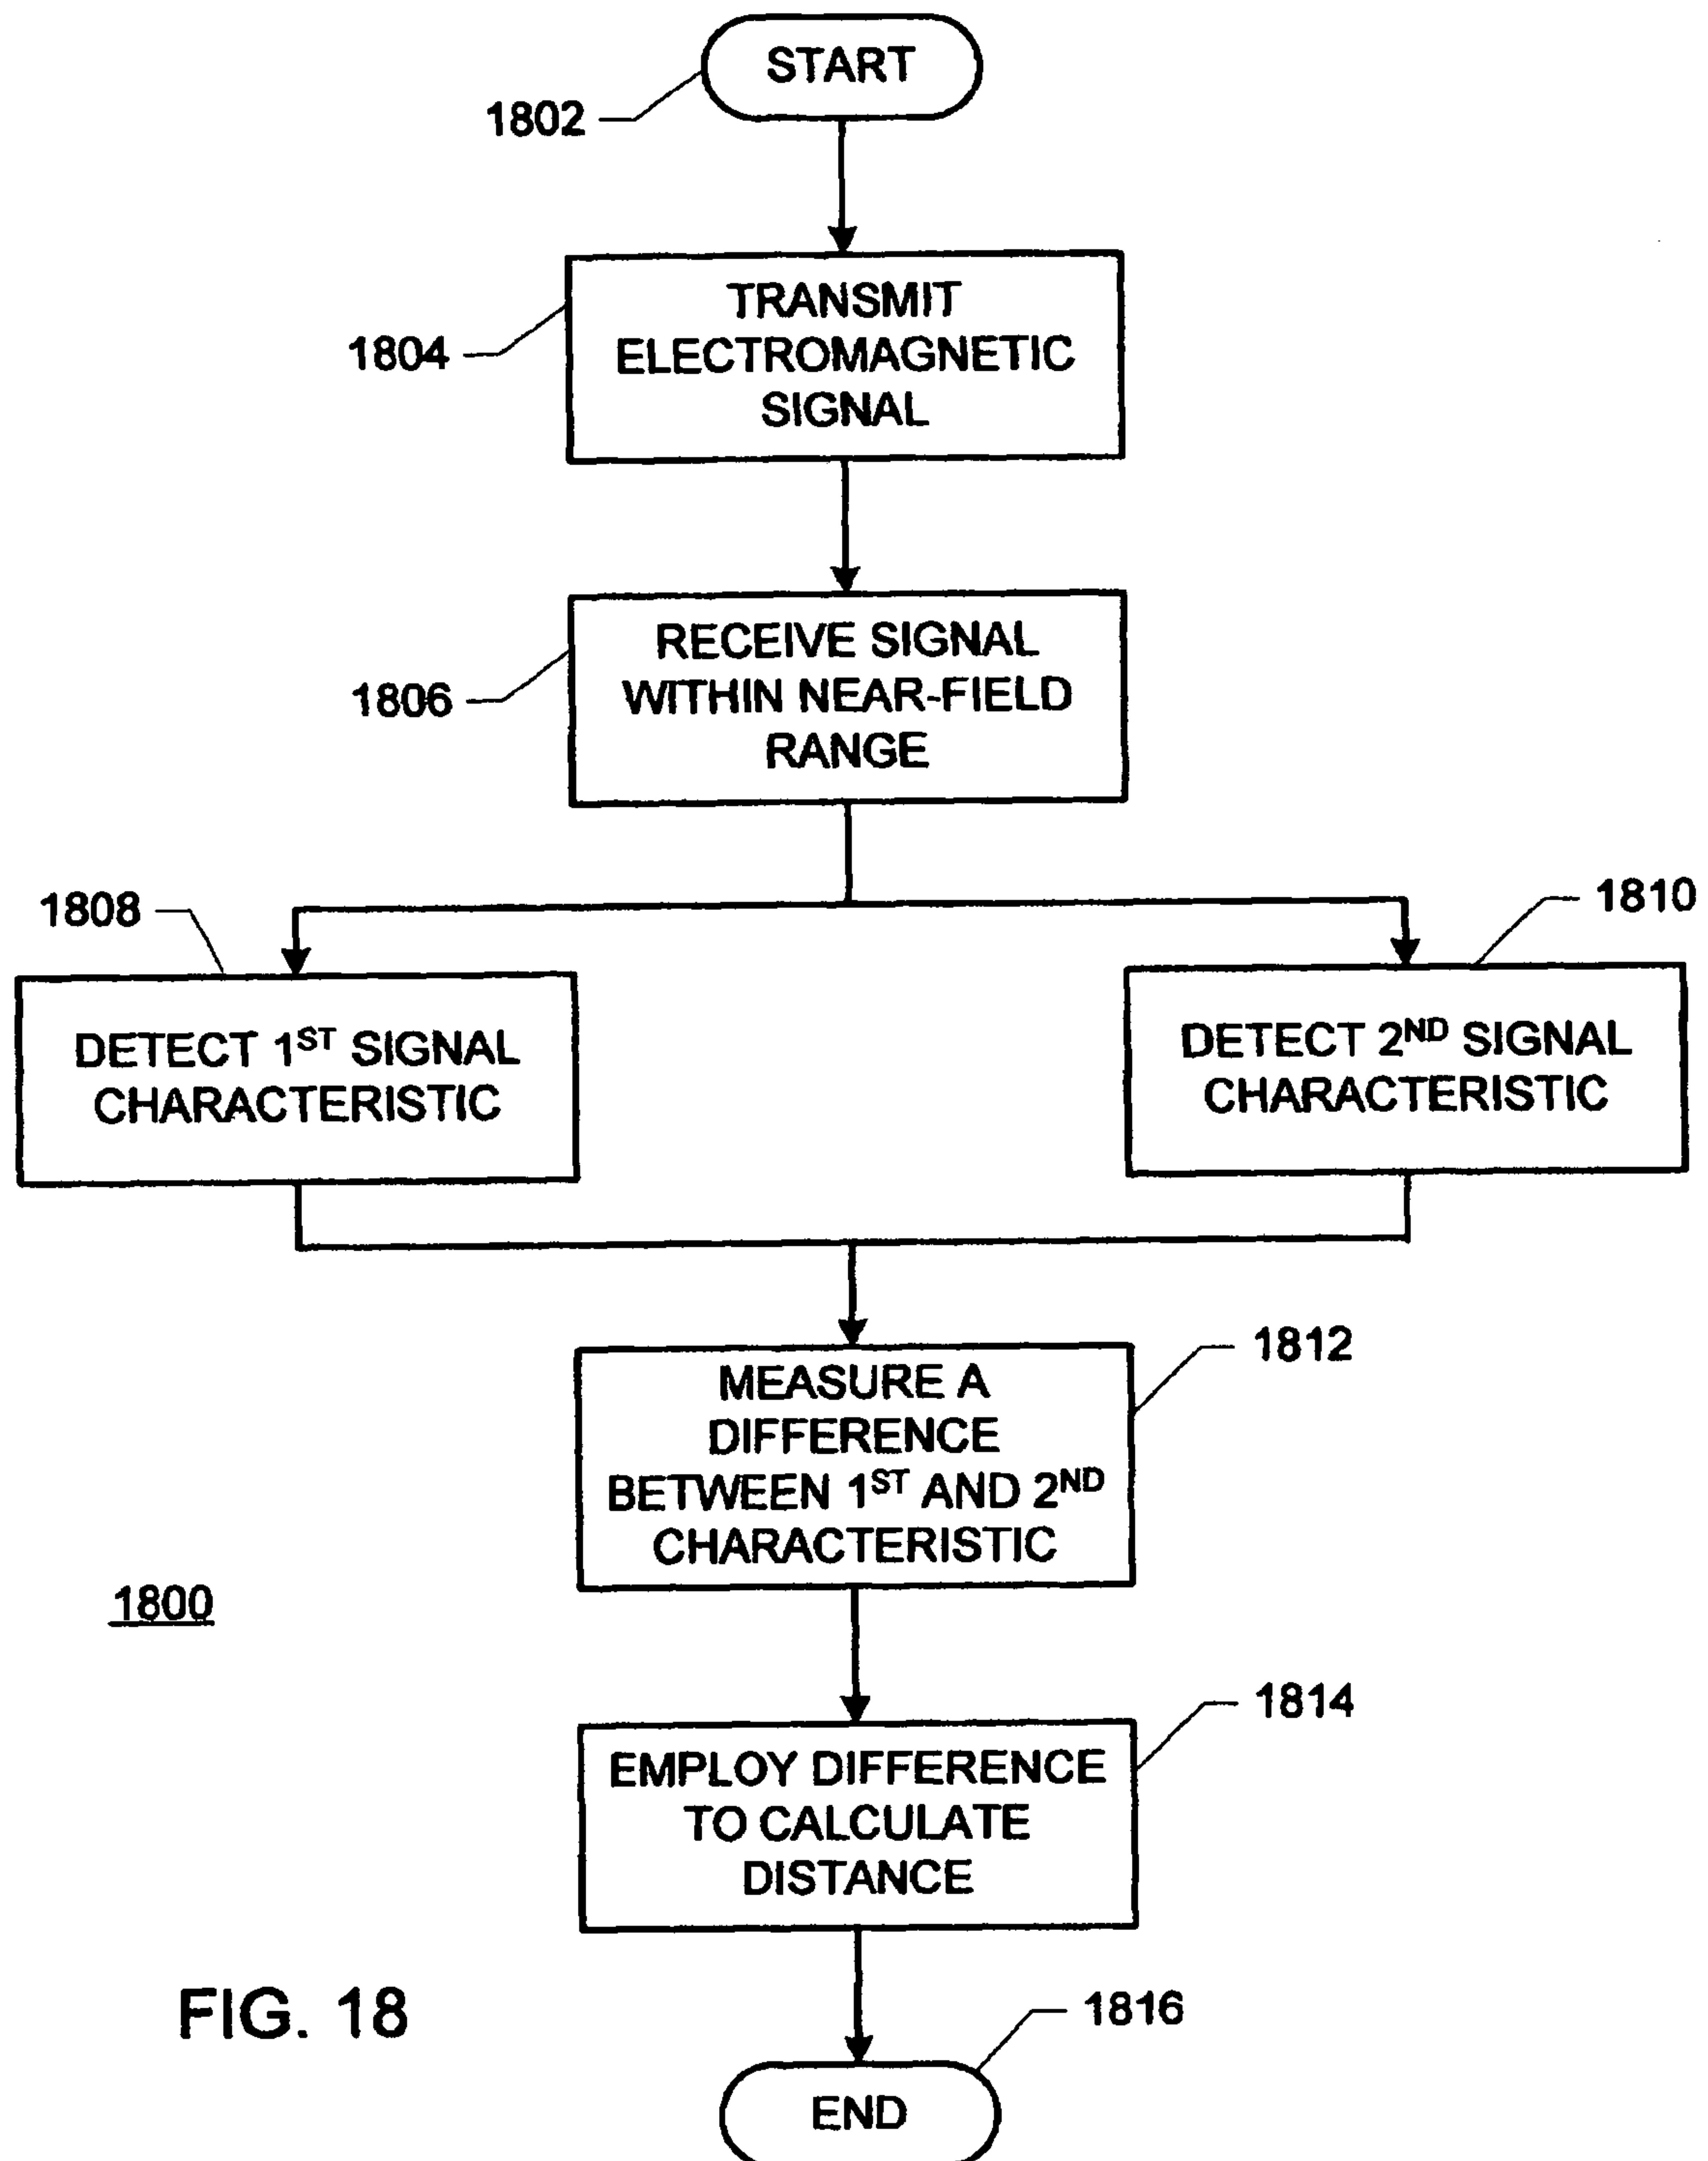 START
1802
TRANSMIT
ELECTROMAGNETIC
SIGNAL
1804
RECEIVE SIGNAL
WITHIN NEAR-FIELD
RANGE
1806
1808
1810
DETECT 1ST SIGNAL
CHARACTERISTIC
DETECT 2ND SIGNAL
CHARACTERISTIC
1812
MEASURE A
DIFFERENCE
BETWEEN 1ST AND 2ND
CHARACTERISTIC
1800
1814
EMPLOY DIFFERENCE
TO CALCULATE
DISTANCE
FIG. 18
1816
END